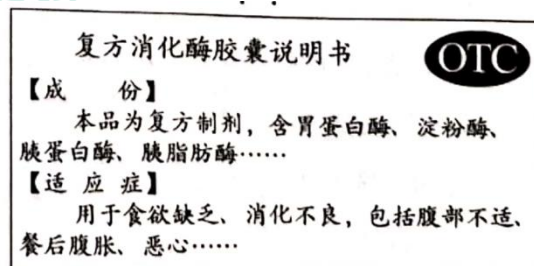 复方消化酶胶囊说明书
OTC
【成 份】
本品为复方制剂，含胃蛋白酶、淀粉酶、
胰蛋白酶、胰脂肪酶……
【适 应 症】
用于食欲缺乏、消化不良，包括腹部不适、
餐后腹胀、恶心……